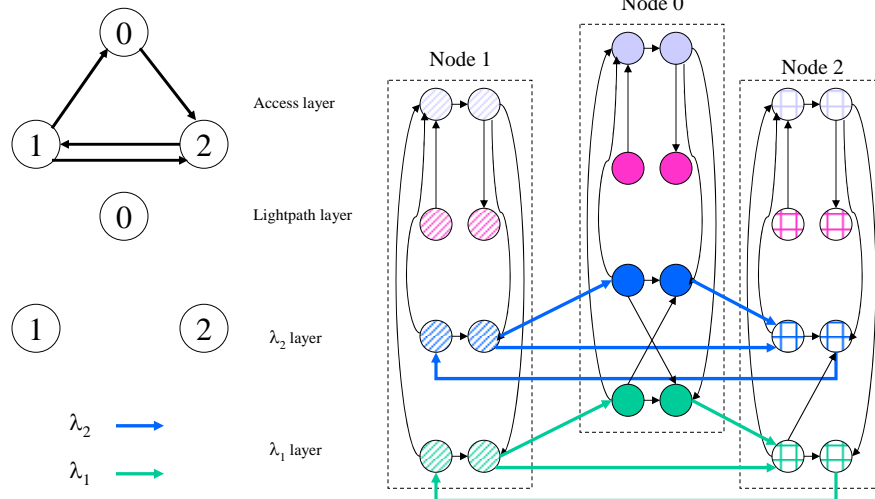 Node 0
0
Node 1
Node 2
Access layer
1
2
0
Lightpath layer
1
2
λ2 layer
λ2
λ1 layer
λ1